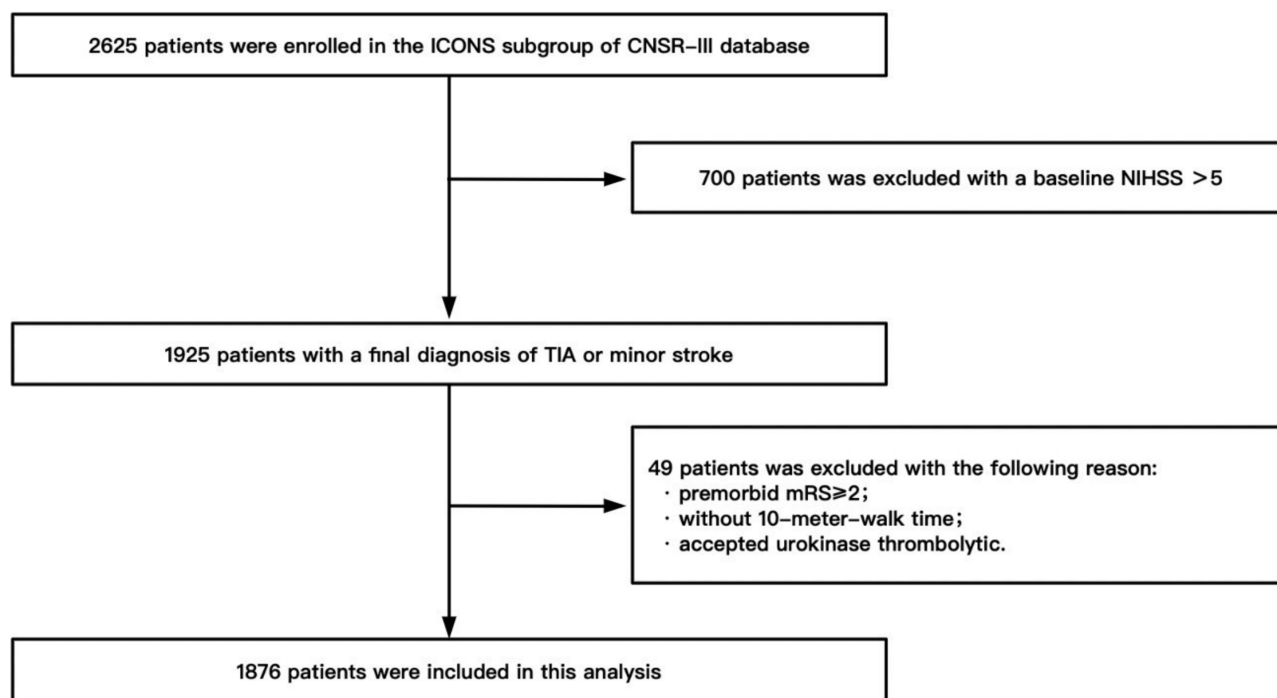 2625 patients were enrolled in the ICONS subgroup of CNSR-III database
700 patients was excluded with a baseline NIHSS >5
1925 patients with a final diagnosis of TIA or minor stroke
49 patients was excluded with the following reason:
· premorbid mRS≥2;
· without 10-meter-walk time;
· accepted urokinase thrombolytic.
1876 patients were included in this analysis